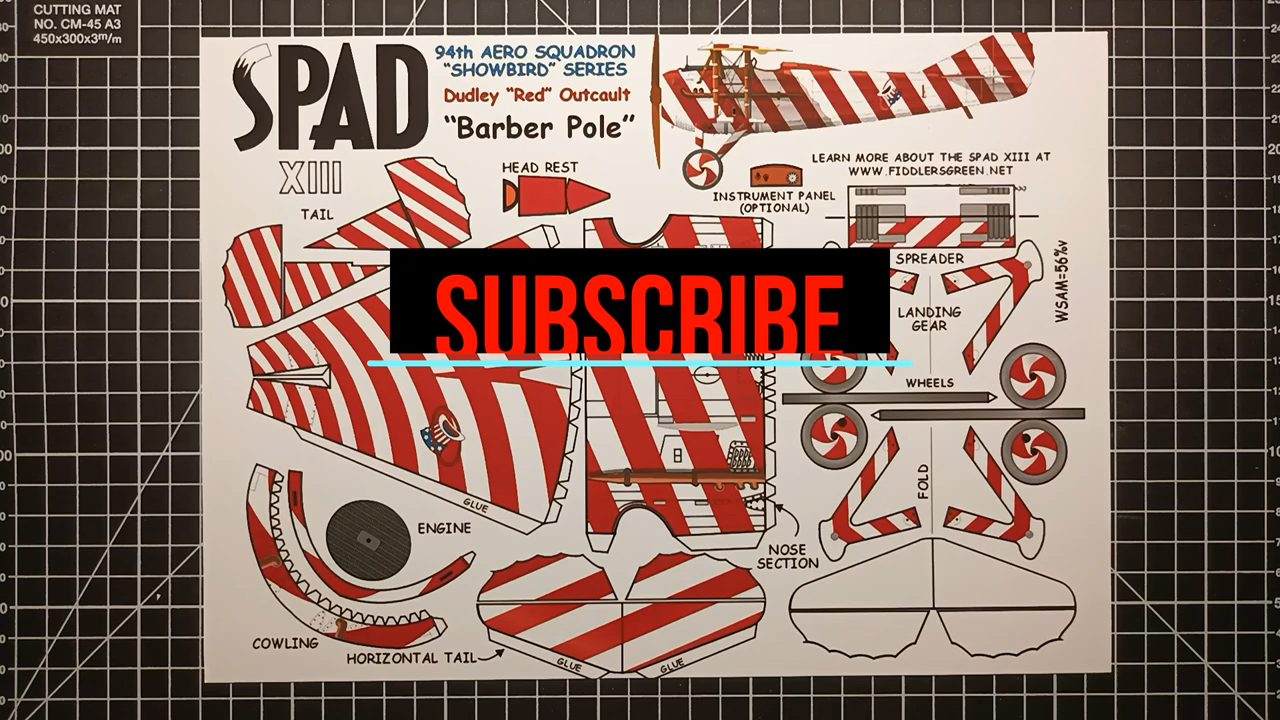 CUTTING MAT
NO. CM-45 A3
450x300x3m/m
SPAD
XIII
94th AERO SQUADRON
“SHOWBIRD” SERIES
Dudley “Red” Outcault
“Barber Pole”
LEARN MORE ABOUT THE SPAD XIII AT
WWW.FIDDLERSGREEN.NET
HEAD REST
INSTRUMENT PANEL
(OPTIONAL)
TAIL
SPREADER
WSAM=56%v
SUBSCRIBE
LANDING
GEAR
WHEELS
FOLD
GLUE
ENGINE
NOSE
SECTION
COWLING
HORIZONTAL TAIL
GLUE
GLUE